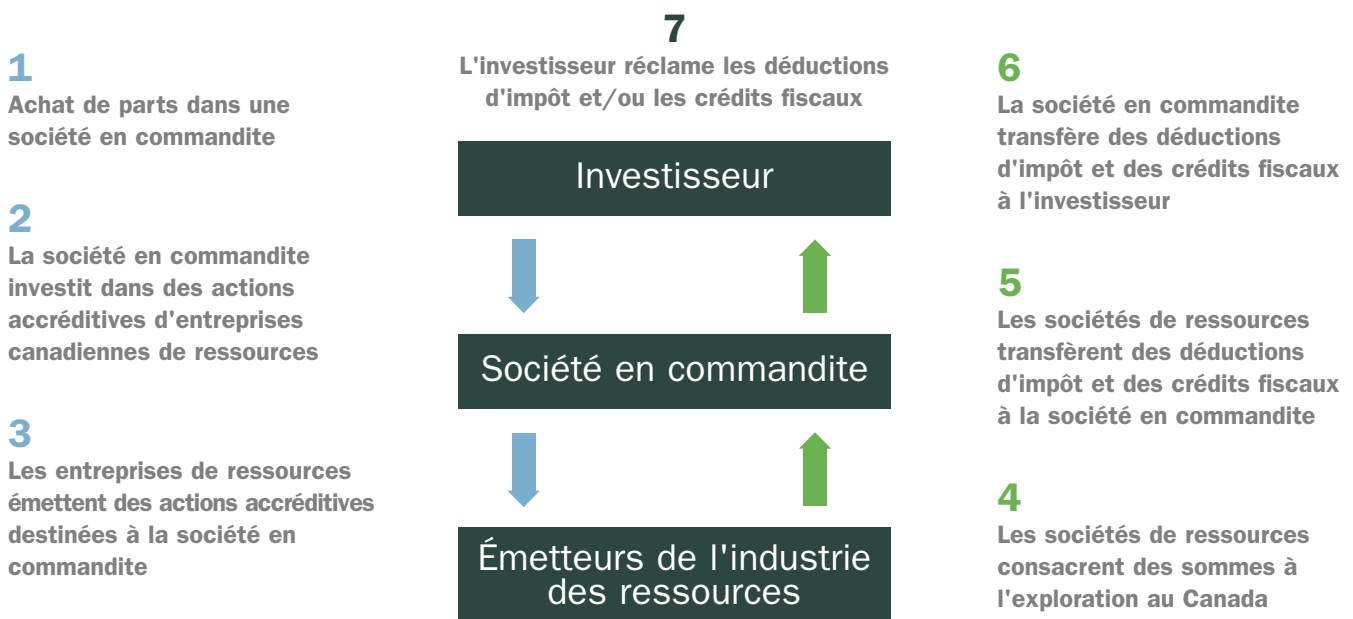 1
Achat de parts dans une
société en commandite
2
La société en commandite
investit dans des actions
accréditives d'entreprises
canadiennes de ressources
3
Les entreprises de ressources
émettent des actions accréditives
destinées à la société en
commandite
7
L'investisseur réclame les déductions
d'impôt et/ou les crédits fiscaux
Investisseur
Société en commandite
Émetteurs de l'industrie
des ressources
6
La société en commandite
transfère des déductions
d'impôt et des crédits fiscaux
à l'investisseur
5
Les sociétés de ressources
transfèrent des déductions
d'impôt et des crédits fiscaux
à la société en commandite
4
Les sociétés de ressources
consacrent des sommes à
l'exploration au Canada